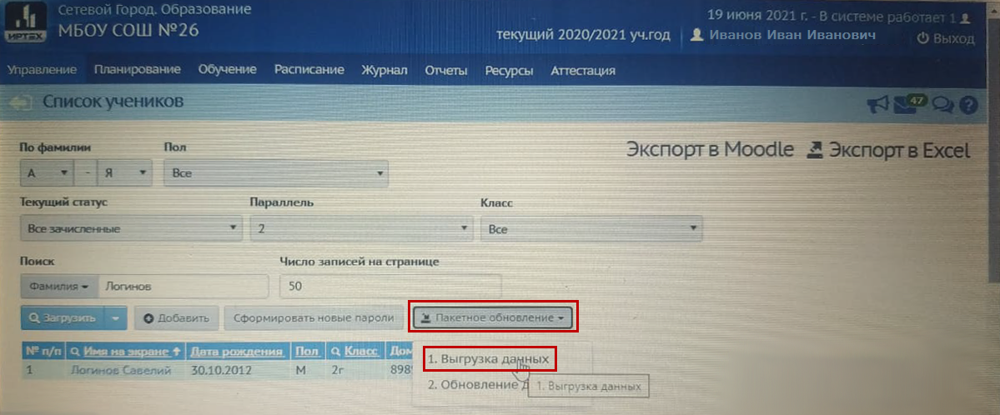 Сетевой Город. Образование
19 июня 2021 г. - В системе работает 1
ИРТЕХ
МБОУ СОШ №26
текущий 2020/2021 уч.год
Иванов Иван Иванович
Выход
Управление Планирование Обучение Расписание Журнал Отчеты Ресурсы Аттестация
Список учеников
47
По фамилии Пол
Экспорт в Moodle Экспорт в Excel
А - Я Все
Текущий статус Параллель Класс
Все зачисленные 2 Все
Поиск Число записей на странице
Фамилия Логинов 50
Загрузить Добавить Сформировать новые пароли Пакетное обновление
№ п/п Имя на экране Дата рождения Пол Класс Дом
1. Выгрузка данных
1 Логинов Савелий 30.10.2012 М 2г 898
2. Обновление д
1. Выгрузка данных